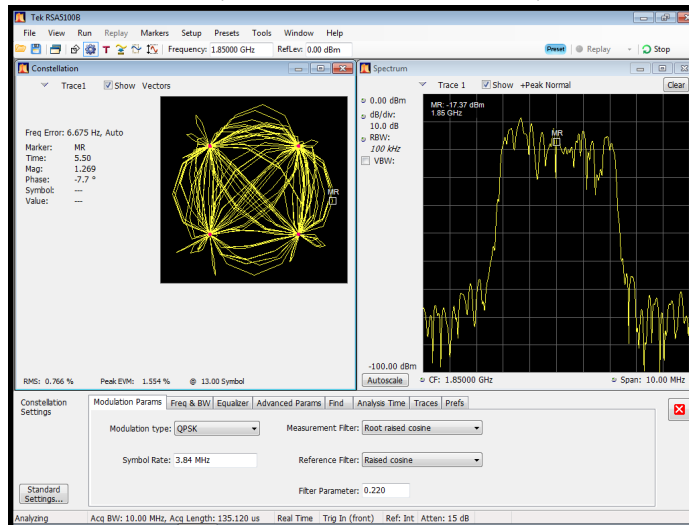 Tek RSA5100B
File View Run Replay Markers Setup Presets Tools Window Help
Frequency: 1.85000 GHz RefLev: 0.00 dBm Preset Replay Stop
Constellation
Trace1 Show Vectors
Freq Error: 6.675 Hz, Auto
Marker: MR
Time: 5.50
Mag: 1.269
Phase: -7.7 °
Symbol: ---
Value: ---
MR
RMS: 0.766 % Peak EVM: 1.554 % @ 13.00 Symbol
Spectrum
Trace 1 Show +Peak Normal Clear
0.00 dBm
dB/div:
10.0 dB
RBW:
100 kHz
VBW:
MR: -17.37 dBm
1.85 GHz
MR
-100.00 dBm
Autoscale CF: 1.85000 GHz Span: 10.00 MHz
Constellation
Settings
Modulation Params Freq & BW Equalizer Advanced Params Find Analysis Time Traces Prefs
Modulation type: QPSK Measurement Filter: Root raised cosine
Symbol Rate: 3.84 MHz Reference Filter: Raised cosine
Filter Parameter: 0.220
Standard
Settings...
Analyzing Acq BW: 10.00 MHz, Acq Length: 135.120 us Real Time Trig In (front) Ref: Int Atten: 15 dB